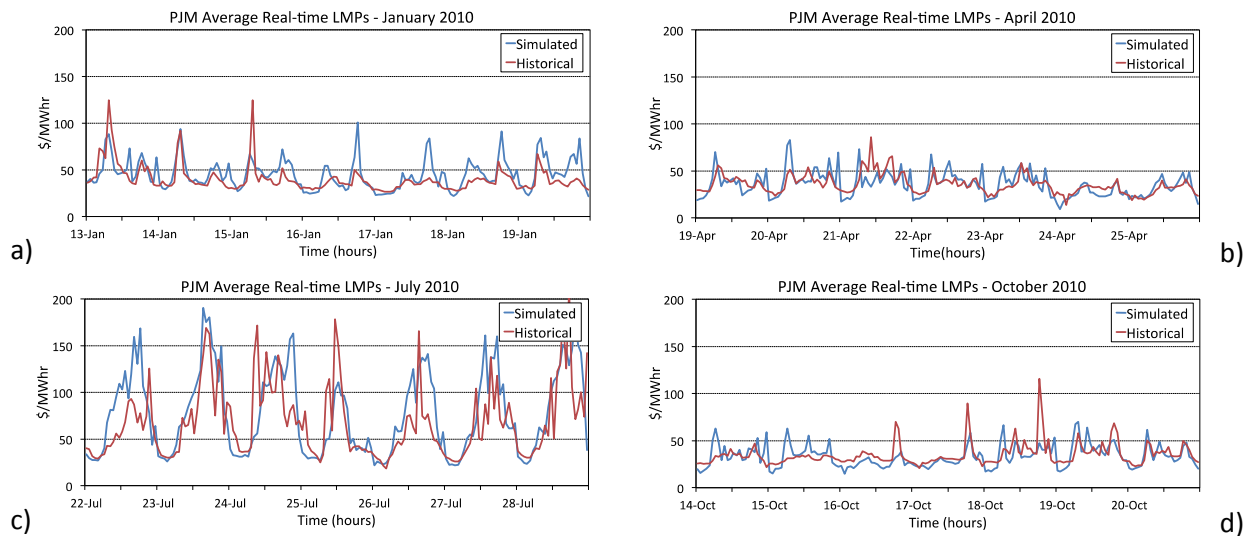 PJM Average Real-time LMPs - January 2010
200
150
100
50
0
$/MWhr
Simulated
Historical
13-Jan 14-Jan 15-Jan 16-Jan 17-Jan 18-Jan 19-Jan
Time (hours)
a)
PJM Average Real-time LMPs - April 2010
200
150
100
50
0
$/MWhr
Simulated
Historical
19-Apr 20-Apr 21-Apr 22-Apr 23-Apr 24-Apr 25-Apr
Time(hours)
b)
PJM Average Real-time LMPs - July 2010
200
150
100
50
0
$/MWhr
Simulated
Historical
22-Jul 23-Jul 24-Jul 25-Jul 26-Jul 27-Jul 28-Jul
Time (hours)
c)
PJM Average Real-time LMPs - October 2010
200
150
100
50
0
$/MWhr
Simulated
Historical
14-Oct 15-Oct 16-Oct 17-Oct 18-Oct 19-Oct 20-Oct
Time (hours)
d)